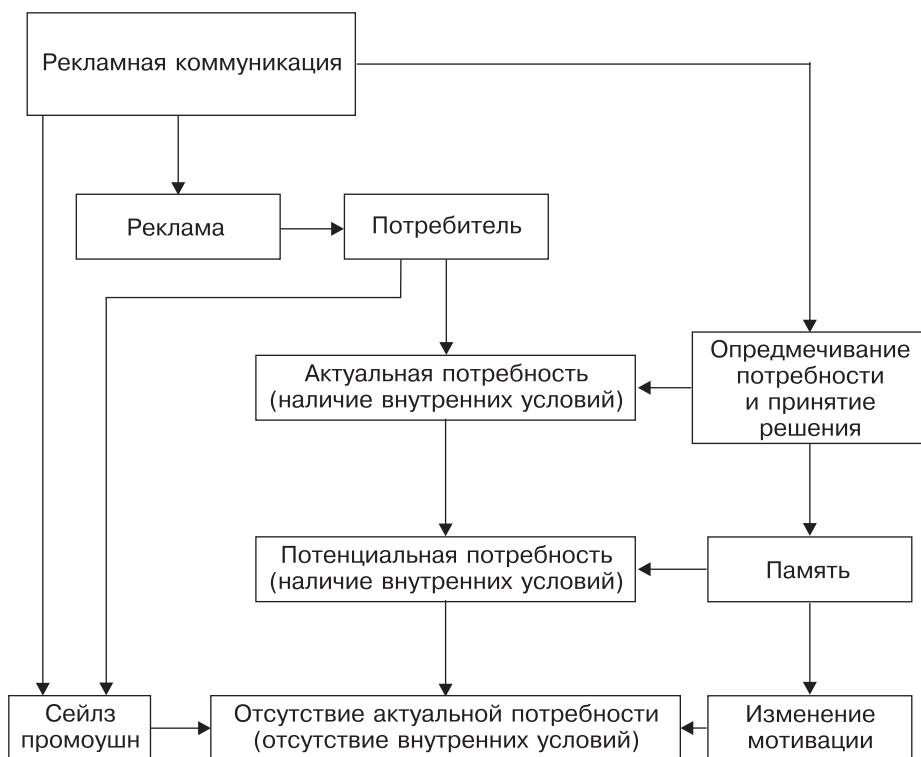 Рекламная коммуникация
Реклама
Потребитель
Актуальная потребность
(наличие внутренних условий)
Опредмечивание
потребности
и принятие
решения
Потенциальная потребность
(наличие внутренних условий)
Память
Сейлз
промоушн
Отсутствие актуальной потребности
(отсутствие внутренних условий)
Изменение
мотивации